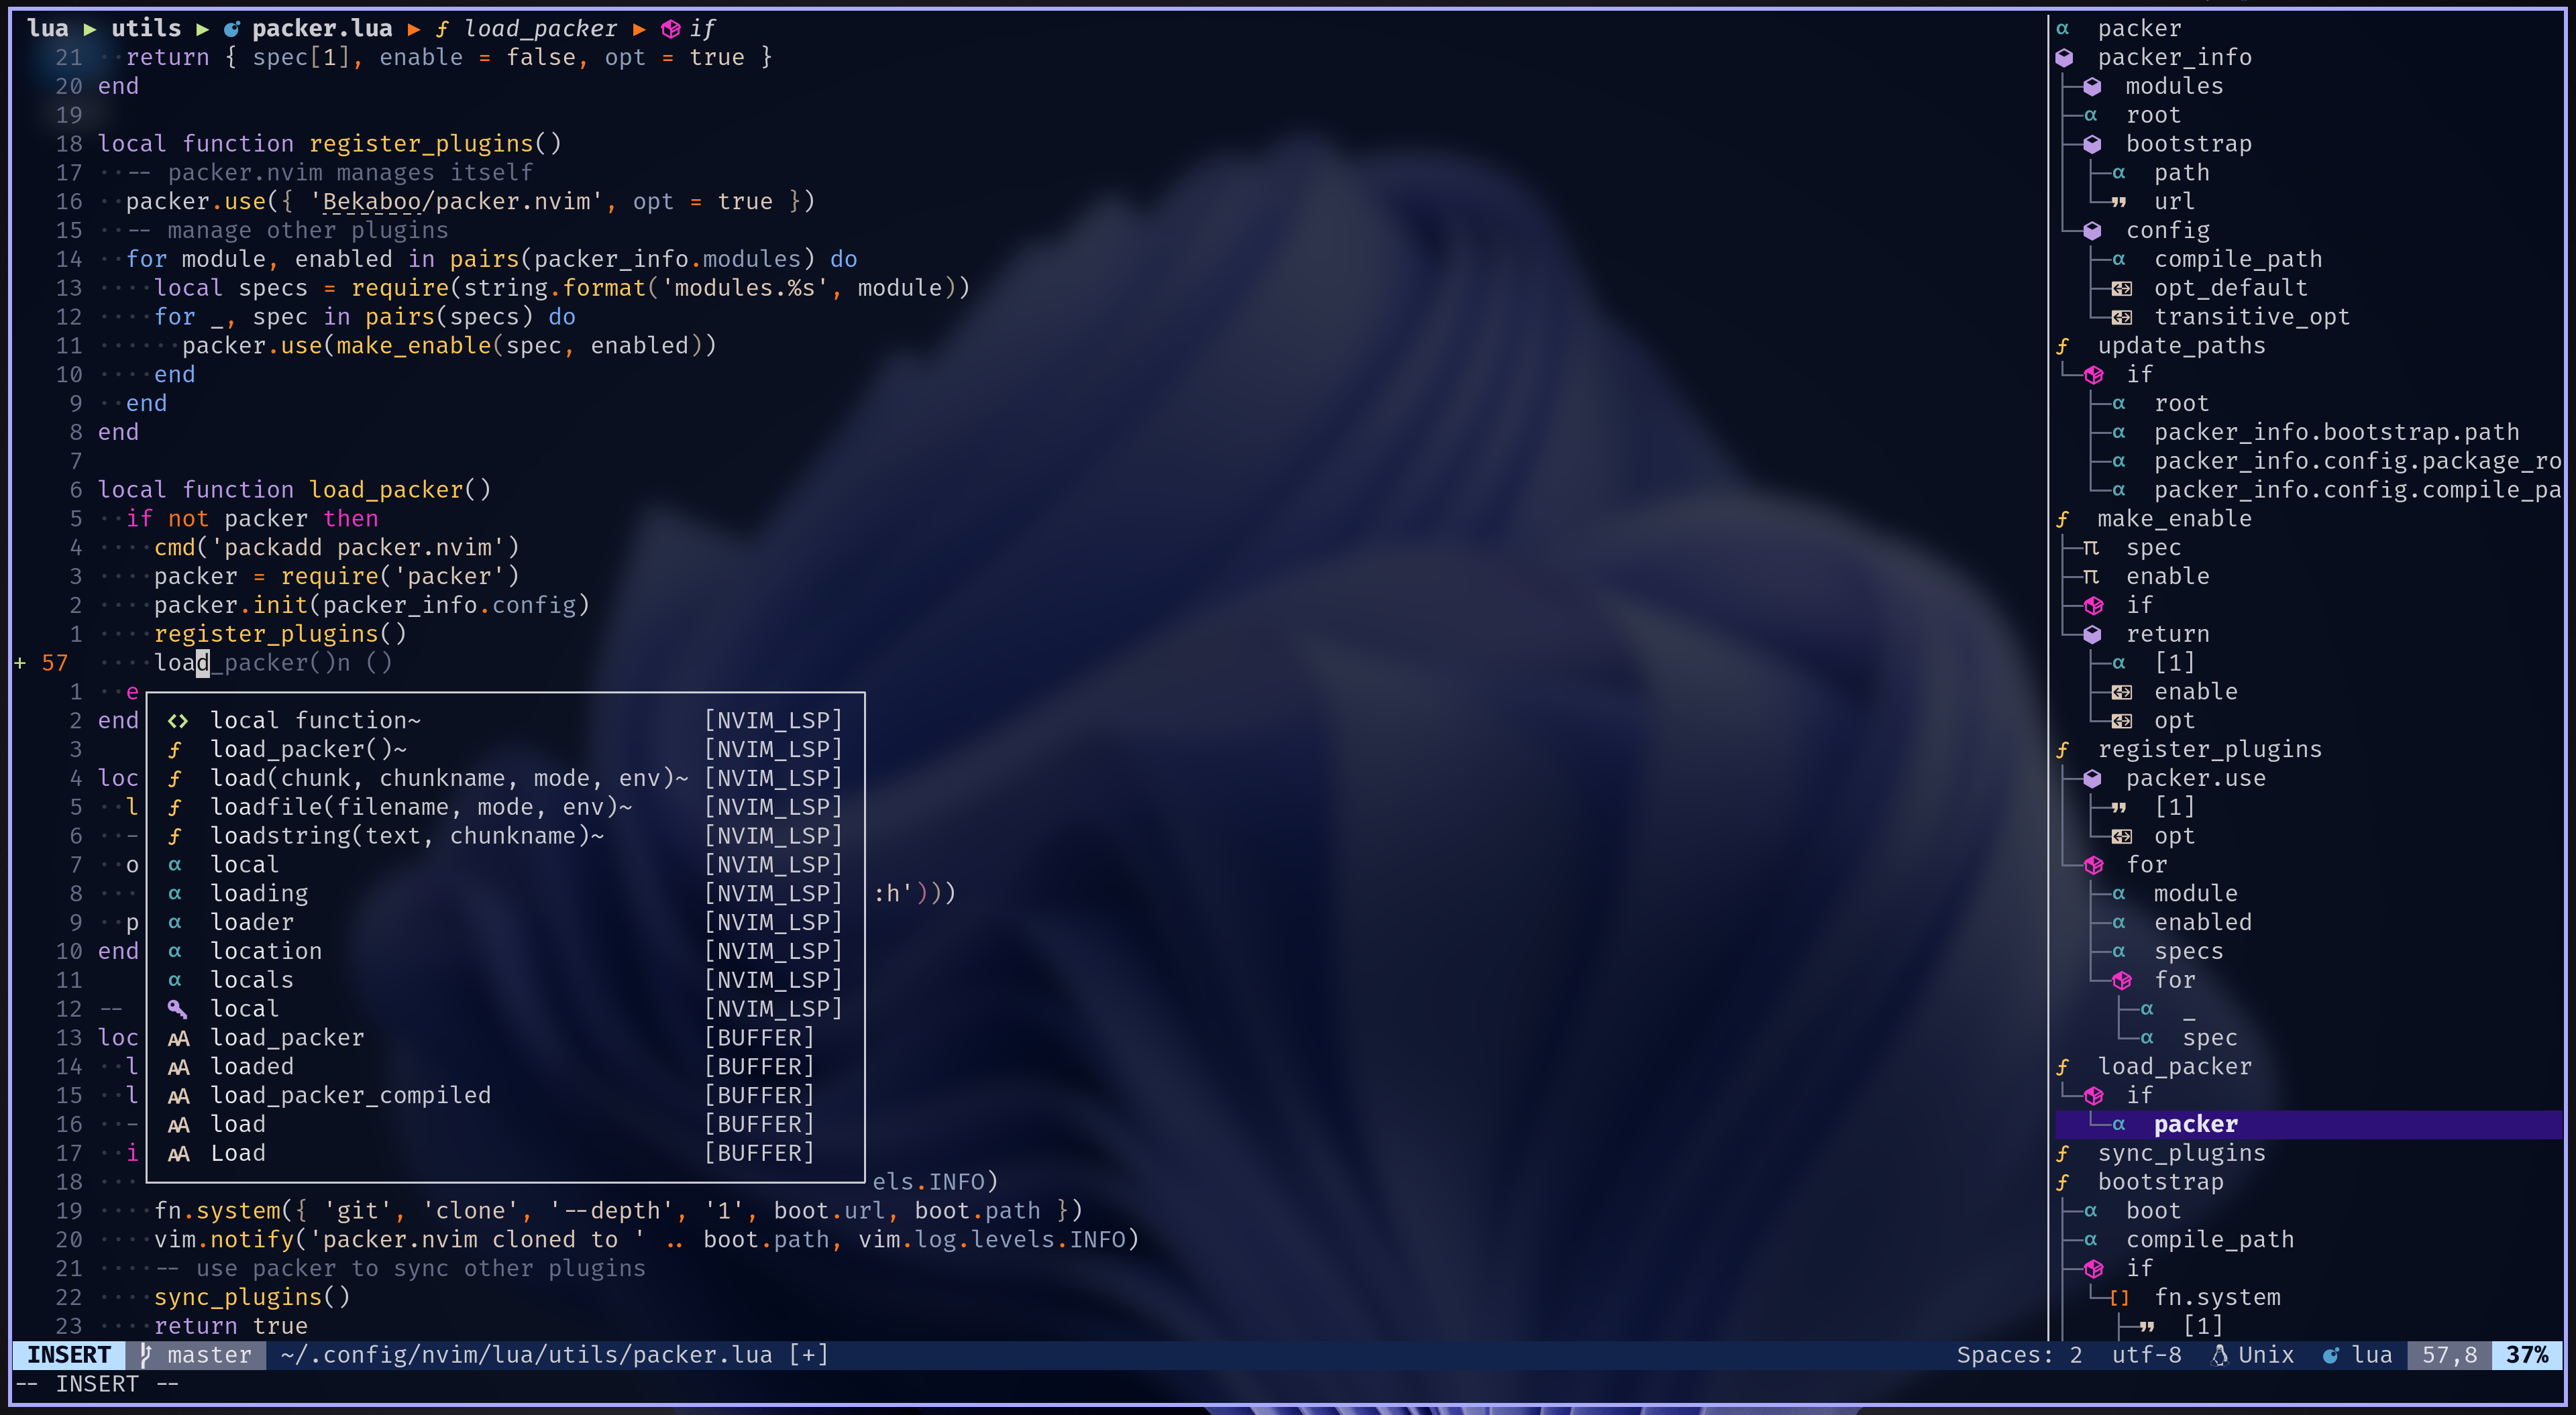 lua ▶ utils ▶ packer.lua ▶ ƒ load_packer ▶ if
21 ··return { spec[1], enable = false, opt = true }
20 end
19
18 local function register_plugins()
17 ··-- packer.nvim manages itself
16 ··packer.use({ 'Bekaboo/packer.nvim', opt = true })
15 ··-- manage other plugins
14 ··for module, enabled in pairs(packer_info.modules) do
13 ····local specs = require(string.format('modules.%s', module))
12 ····for _, spec in pairs(specs) do
11 ······packer.use(make_enable(spec, enabled))
10 ····end
9 ··end
8 end
7
6 local function load_packer()
5 ··if not packer then
4 ····cmd('packadd packer.nvim')
3 ····packer = require('packer')
2 ····packer.init(packer_info.config)
1 ····register_plugins()
+ 57 ····load_packer()n ()
1 ··e
2 end
3
4 loc
5 ··l
6 ··-
7 ··o
8 ··· :h')))
9 ··p
10 end
11
12 --
13 loc
14 ··l
15 ··l
16 ··-
17 ··i
18 ··· els.INFO)
19 ····fn.system({ 'git', 'clone', '--depth', '1', boot.url, boot.path })
20 ····vim.notify('packer.nvim cloned to ' .. boot.path, vim.log.levels.INFO)
21 ····-- use packer to sync other plugins
22 ····sync_plugins()
23 ····return true
<> local function~ [NVIM_LSP]
ƒ load_packer()~ [NVIM_LSP]
ƒ load(chunk, chunkname, mode, env)~ [NVIM_LSP]
ƒ loadfile(filename, mode, env)~ [NVIM_LSP]
ƒ loadstring(text, chunkname)~ [NVIM_LSP]
α local [NVIM_LSP]
α loading [NVIM_LSP]
α loader [NVIM_LSP]
α location [NVIM_LSP]
α locals [NVIM_LSP]
local [NVIM_LSP]
AA load_packer [BUFFER]
AA loaded [BUFFER]
AA load_packer_compiled [BUFFER]
AA load [BUFFER]
AA Load [BUFFER]
α packer
packer_info
modules
α root
bootstrap
α path
" url
config
α compile_path
opt_default
transitive_opt
ƒ update_paths
if
α root
α packer_info.bootstrap.path
α packer_info.config.package_ro
α packer_info.config.compile_pa
ƒ make_enable
π spec
π enable
if
return
α [1]
enable
opt
ƒ register_plugins
packer.use
" [1]
opt
for
α module
α enabled
α specs
for
α _
α spec
ƒ load_packer
if
α packer
ƒ sync_plugins
ƒ bootstrap
α boot
α compile_path
if
[] fn.system
" [1]
INSERT master ~/.config/nvim/lua/utils/packer.lua [+] Spaces: 2 utf-8 Unix lua 57,8 37%
-- INSERT --